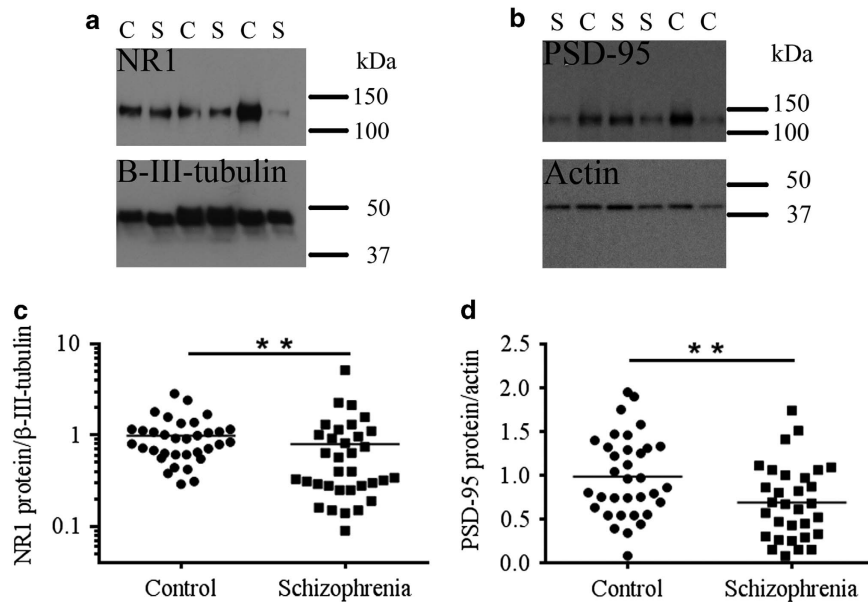 a
C S C S C S
NR1
kDa
150
100
B-III-tubulin
50
37
b
S C S S C C
PSD-95
kDa
150
100
Actin
50
37
c
NR1 protein/β-III-tubulin
10
1
0.1
**
Control Schizophrenia
d
PSD-95 protein/actin
2.5
2.0
1.5
1.0
0.5
0.0
**
Control Schizophrenia